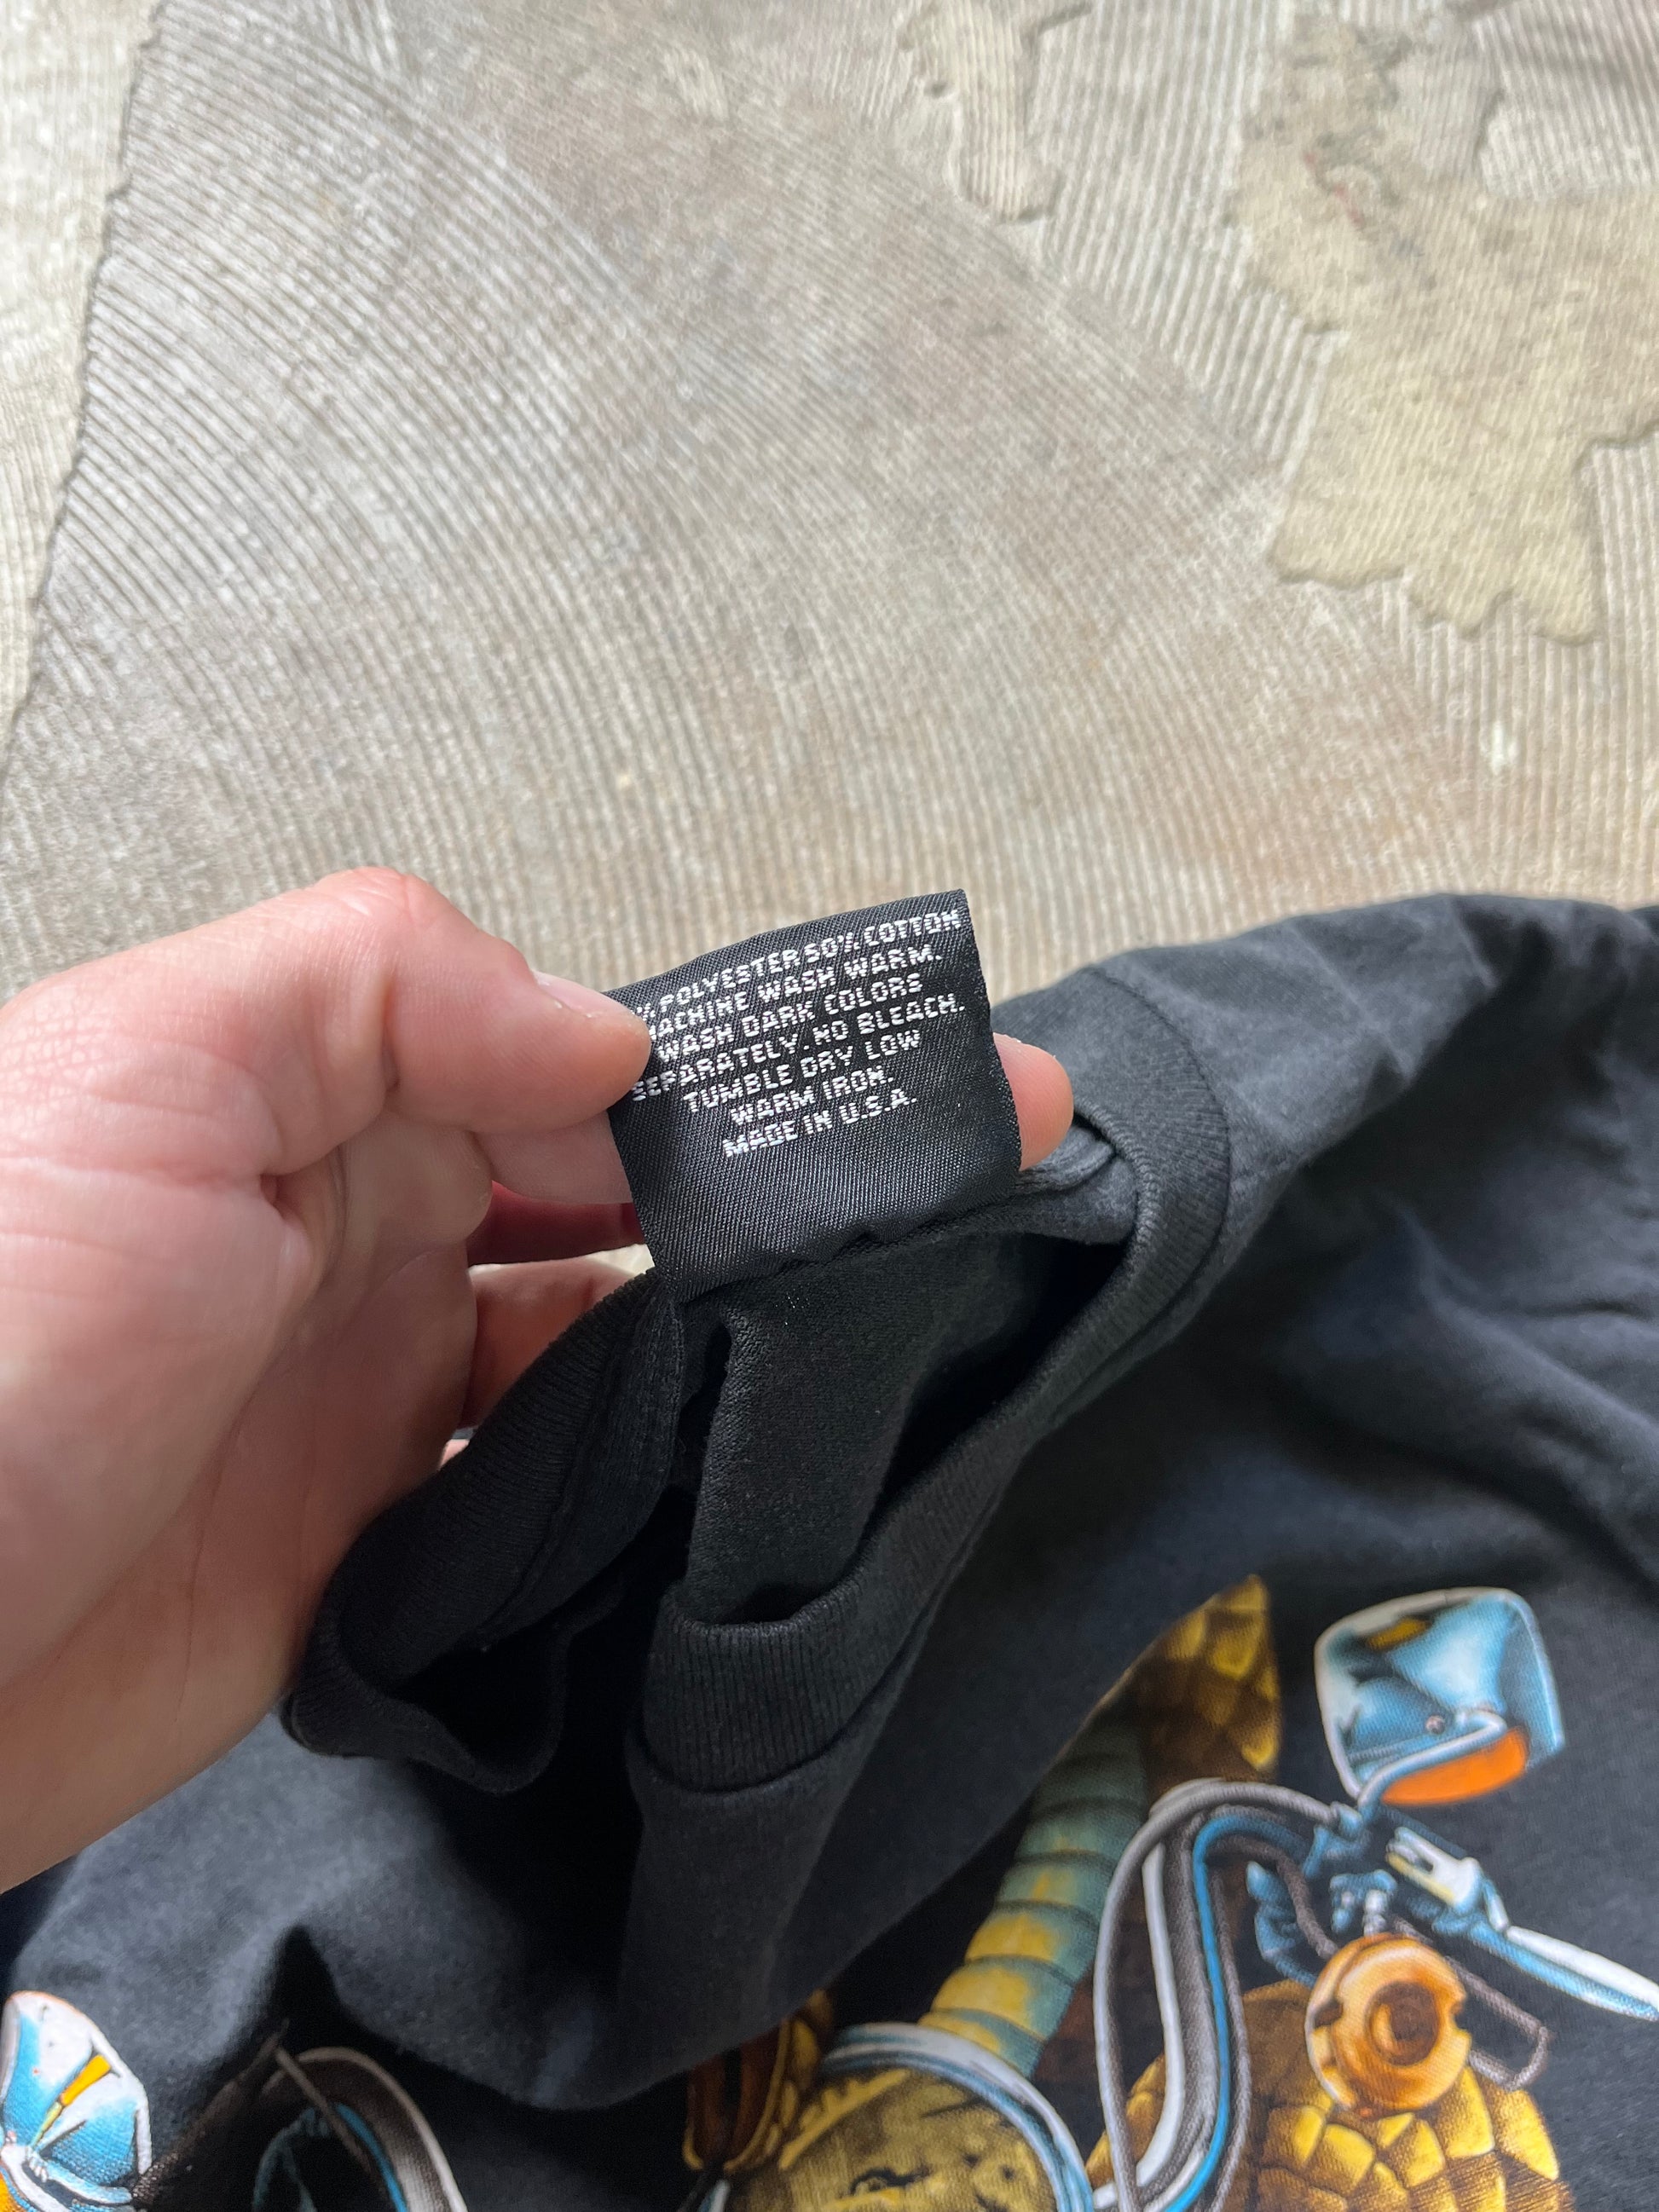 % POLYESTER 50% COTTON
MACHINE WASH WARM.
WASH DARK COLORS
SEPARATELY. NO BLEACH.
TUMBLE DRY LOW
WARM IRON.
MADE IN U.S.A.